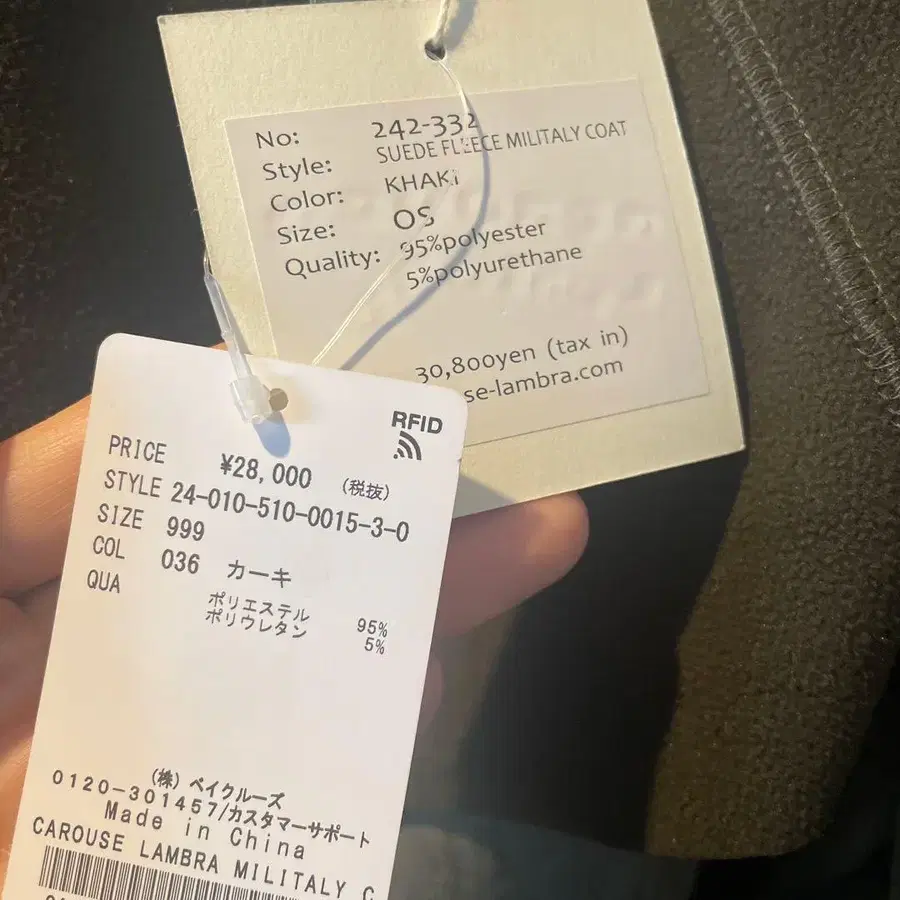 No: 242-332
Style: SUEDE FLEECE MILITALY COAT
Color: KHAKI
Size: OS
Quality: 95%polyester
5%polyurethane
30,800yen (tax in)
se-lambra.com
RFID
PRICE ¥28,000 (税抜)
STYLE 24-010-510-0015-3-0
SIZE 999
COL 036 カーキ
QUA
ポリエステル 95%
ポリウレタン 5%
(株) ベイクルーズ
0120-301457/カスタマーサポート
Made in China
CAROUSE LAMBRA MILITALY C